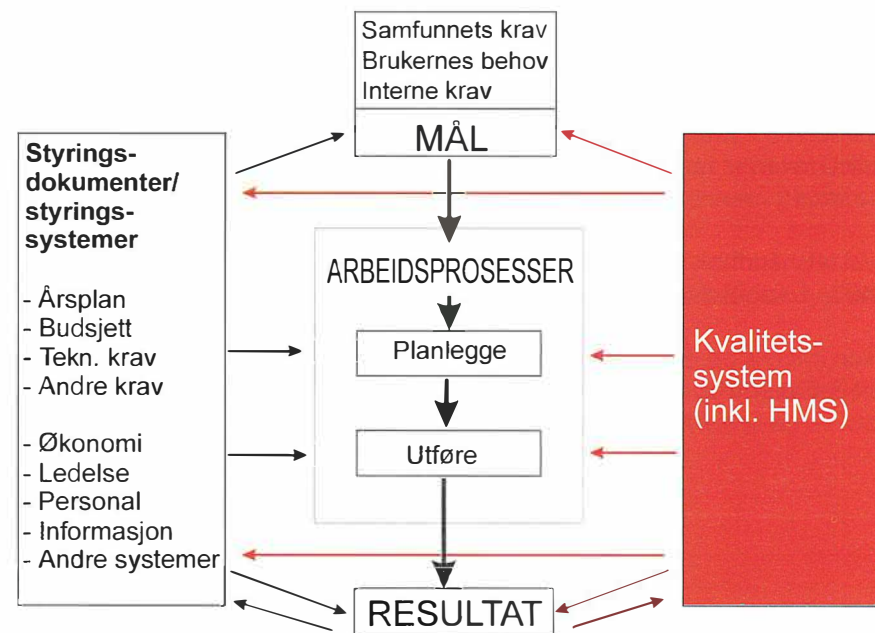 Samfunnets krav
Brukernes behov
Interne krav
MÅL
Styrings-
dokumenter/
styrings-
systemer
- Årsplan
- Budsjett
- Tekn. krav
- Andre krav
- Økonomi
- Ledelse
- Personal
- Informasjon
- Andre systemer
ARBEIDSPROSESSER
Planlegge
Utføre
RESULTAT
Kvalitets-
system
(inkl. HMS)